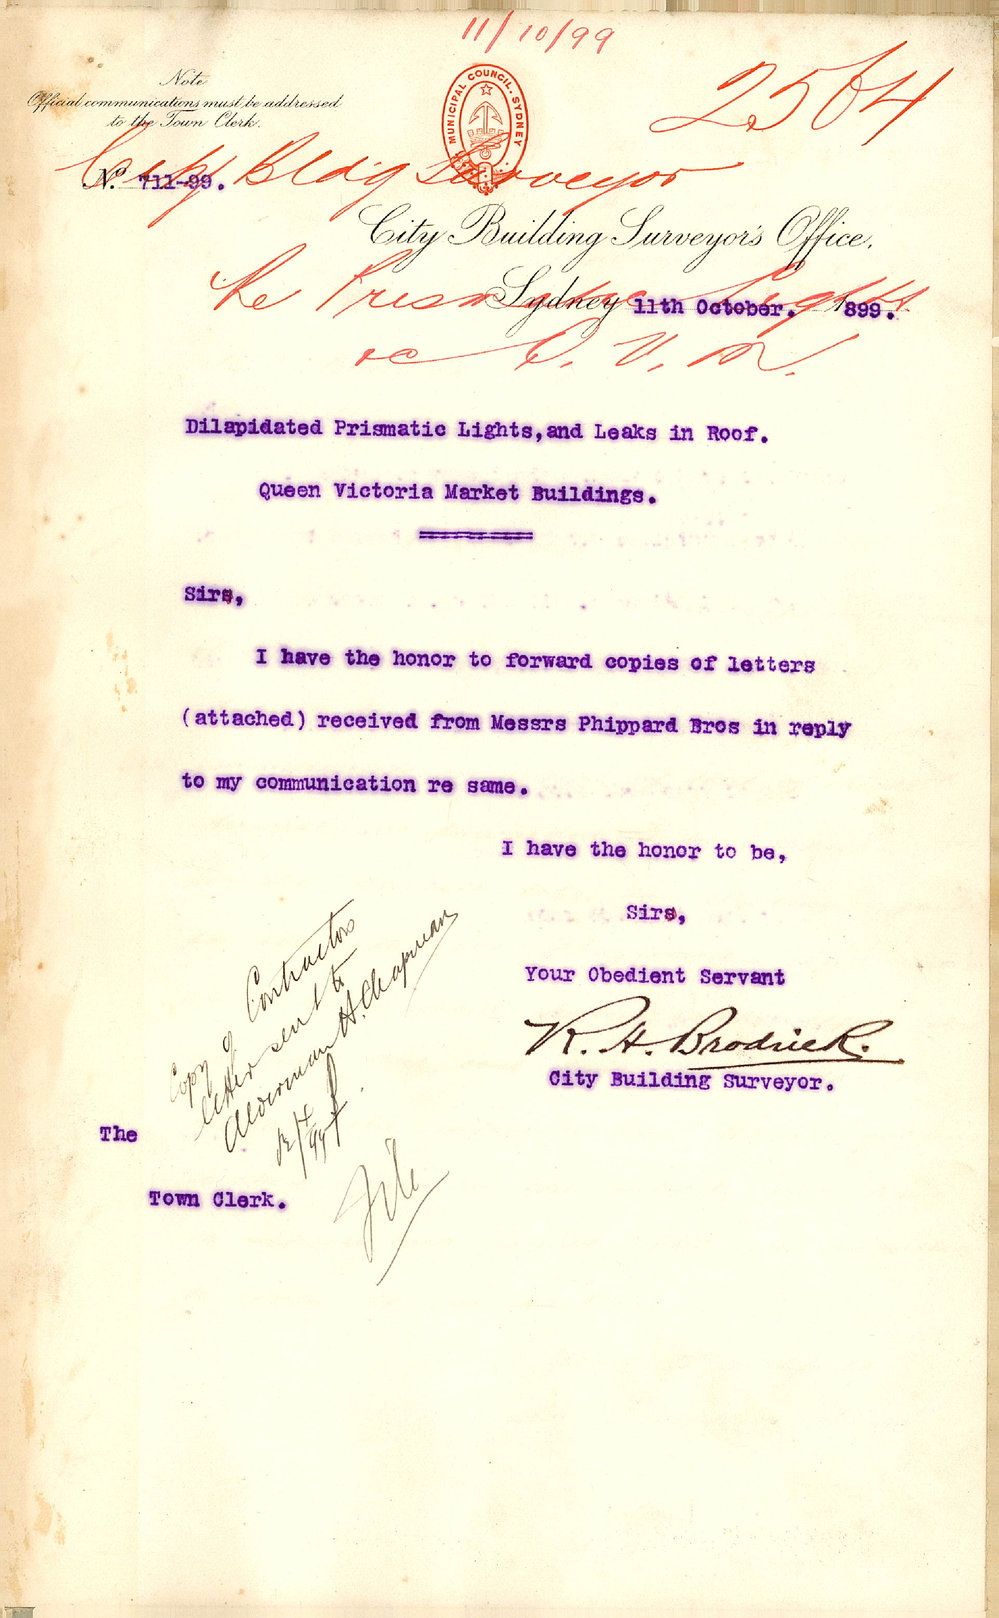 11/10/99
2564
Note
Official communications must be addressed
to the Town Clerk.
MUNICIPAL COUNCIL. SYDNEY
City Bldg Surveyor
No. 711-99.
City Building Surveyor's Office,
Sydney 11th October. 1899.
Re Prismatic Lights
&c Q. V. M.
Dilapidated Prismatic Lights, and Leaks in Roof.
Queen Victoria Market Buildings.
Sirs,
I have the honor to forward copies of letters
(attached) received from Messrs Phippard Bros in reply
to my communication re same.
I have the honor to be,
Sirs,
Your Obedient Servant
R. H. Brodrick.
City Building Surveyor.
Copy of Contractors
letter sent to
Alderman H. Chapman
The
Town Clerk.
File